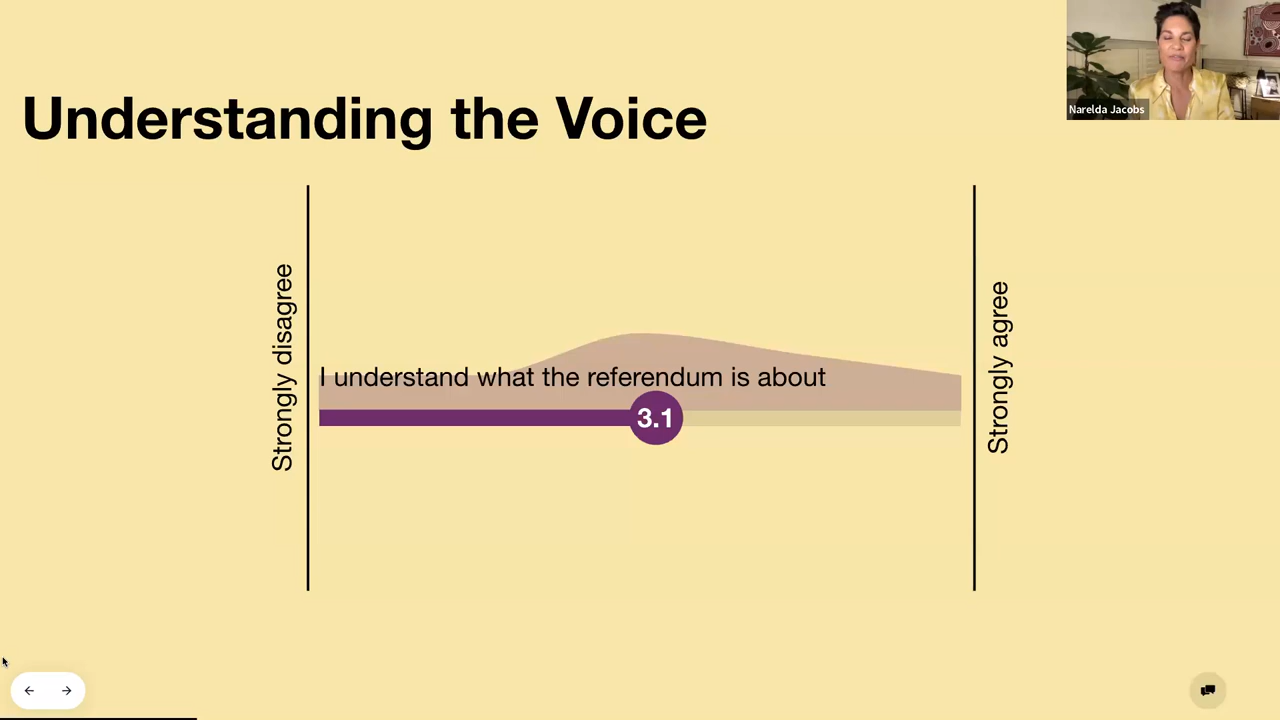 Understanding the Voice
Narelda Jacobs
Strongly disagree
I understand what the referendum is about
3.1
Strongly agree